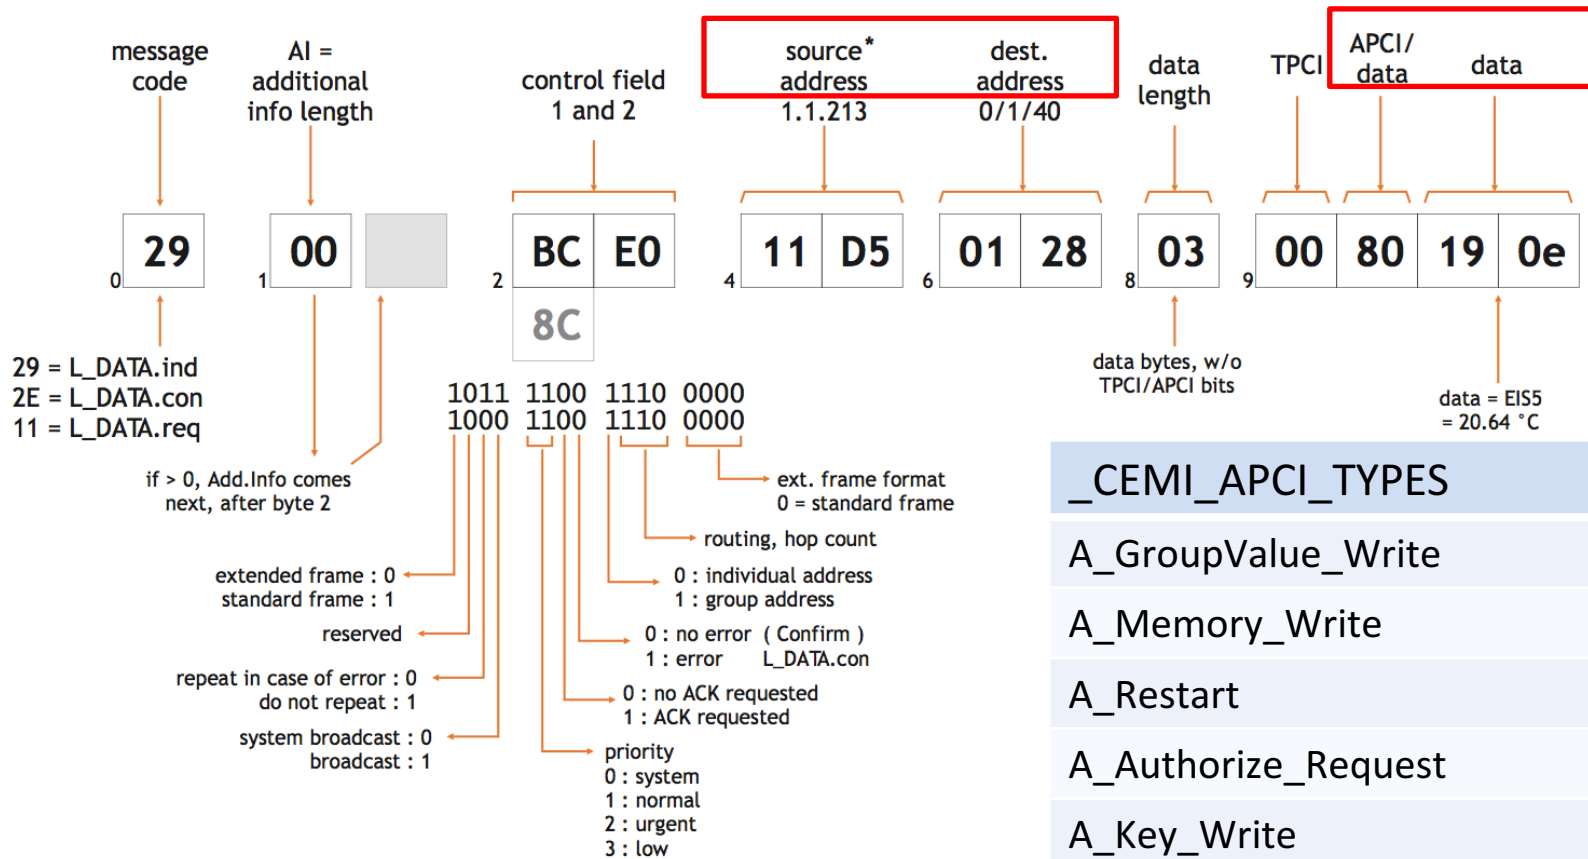 message
code
AI =
additional
info length
control field
1 and 2
source*
address
1.1.213
dest.
address
0/1/40
data
length
TPCI
APCI/
data
data
29
00
BC E0
11 D5
01 28
03
00 80 19 0e
0
1
2
4
6
8
9
8C
29 = L_DATA.ind
2E = L_DATA.con
11 = L_DATA.req
1011 1100 1110 0000
1000 1100 1110 0000
data bytes, w/o
TPCI/APCI bits
data = EIS5
= 20.64 °C
if > 0, Add.Info comes
next, after byte 2
ext. frame format
0 = standard frame
routing, hop count
extended frame : 0
standard frame : 1
0 : individual address
1 : group address
reserved
0 : no error ( Confirm )
1 : error L_DATA.con
repeat in case of error : 0
do not repeat : 1
0 : no ACK requested
1 : ACK requested
system broadcast : 0
broadcast : 1
priority
0 : system
1 : normal
2 : urgent
3 : low
_CEMI_APCI_TYPES
A_GroupValue_Write
A_Memory_Write
A_Restart
A_Authorize_Request
A_Key_Write